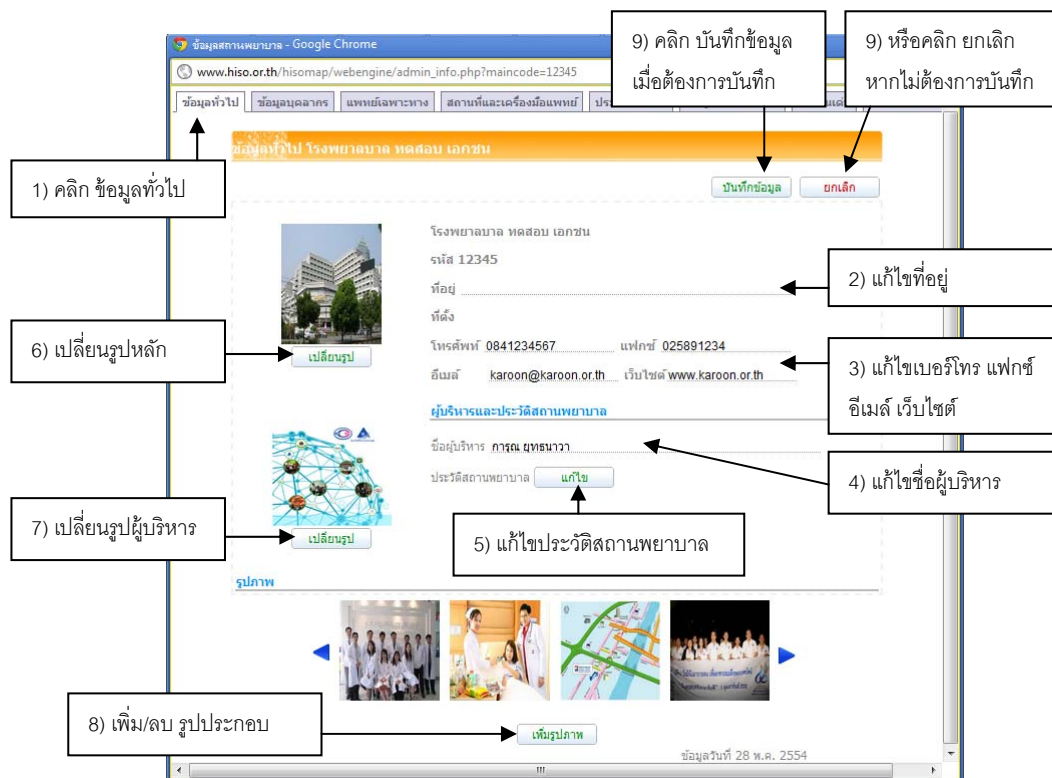 9) คลิก บันทึกข้อมูล
เมื่อต้องการบันทึก
9) หรือคลิก ยกเลิก
หากไม่ต้องการบันทึก
ข้อมูลสถานพยาบาล - Google Chrome
www.hiso.or.th/hisomap/webengine/admin_info.php?maincode=12345
ข้อมูลทั่วไป ข้อมูลบุคลากร แพทย์เฉพาะทาง สถานที่และเครื่องมือแพทย์
ข้อมูลทั่วไป โรงพยาบาล ทดสอบ เอกชน
1) คลิก ข้อมูลทั่วไป
บันทึกข้อมูล ยกเลิก
โรงพยาบาล ทดสอบ เอกชน
รหัส 12345
ที่อยู่
2) แก้ไขที่อยู่
ที่ตั้ง
6) เปลี่ยนรูปหลัก
เปลี่ยนรูป
โทรศัพท์ 0841234567 แฟกซ์ 025891234
อีเมล์ karoon@karoon.or.th เว็บไซต์ www.karoon.or.th
3) แก้ไขเบอร์โทร แฟกซ์
อีเมล์ เว็บไซต์
ผู้บริหารและประวัติสถานพยาบาล
ชื่อผู้บริหาร การุณ ยุทธนาวา
4) แก้ไขชื่อผู้บริหาร
ประวัติสถานพยาบาล แก้ไข
7) เปลี่ยนรูปผู้บริหาร
เปลี่ยนรูป
5) แก้ไขประวัติสถานพยาบาล
รูปภาพ
8) เพิ่ม/ลบ รูปประกอบ
เพิ่มรูปภาพ
ข้อมูลวันที่ 28 พ.ค. 2554